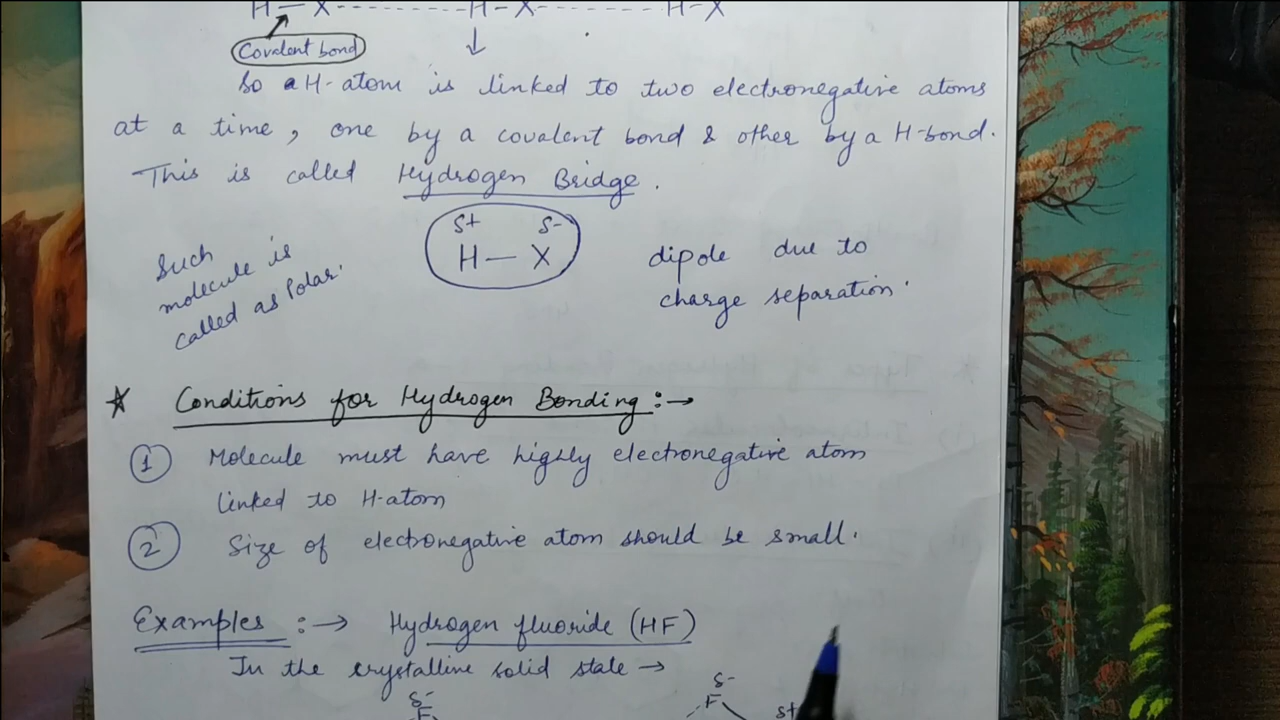 H — X - - - - - - - - - - H - X - - - - - - - - - H - X
Covalent bond
So a H-atom is linked to two electronegative atoms
at a time, one by a covalent bond & other by a H-bond.
This is called Hydrogen Bridge.
δ+ δ-
H — X
Such
molecule is
called as Polar.
dipole due to
charge separation.
Conditions for Hydrogen Bonding :→
1 Molecule must have highly electronegative atom
linked to H-atom
2 Size of electronegative atom should be small.
Examples :→ Hydrogen fluoride (HF)
In the crystalline solid state →
δ- δ-
F F δ+